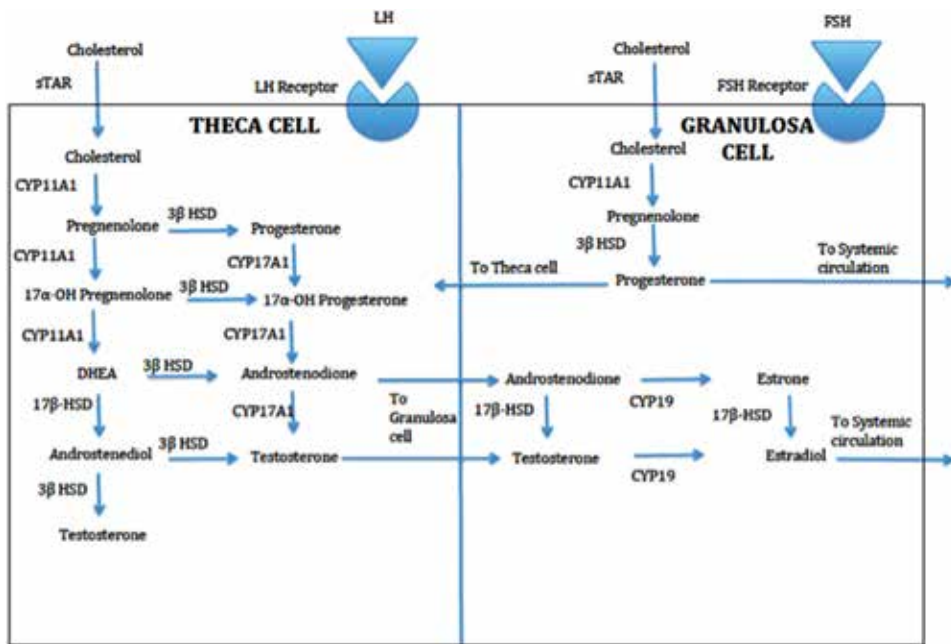 LH
FSH
Cholesterol
Cholesterol
sTAR
LH Receptor
sTAR
FSH Receptor
THECA CELL
GRANULOSA
CELL
Cholesterol
Cholesterol
CYP11A1
CYP11A1
Pregnenolone
3β HSD
Progesterone
Pregnenolone
CYP11A1
CYP17A1
3β HSD
To Theca cell
To Systemic
circulation
Progesterone
17α-OH Pregnenolone
3β HSD
17α-OH Progesterone
CYP11A1
CYP17A1
DHEA
3β HSD
Androstenodione
Androstenodione
Estrone
17β-HSD
CYP17A1
To
Granulosa
cell
17β-HSD
CYP19
17β-HSD
To Systemic
circulation
Androstenediol
3β HSD
Testosterone
Testosterone
Estradiol
CYP19
3β HSD
Testosterone